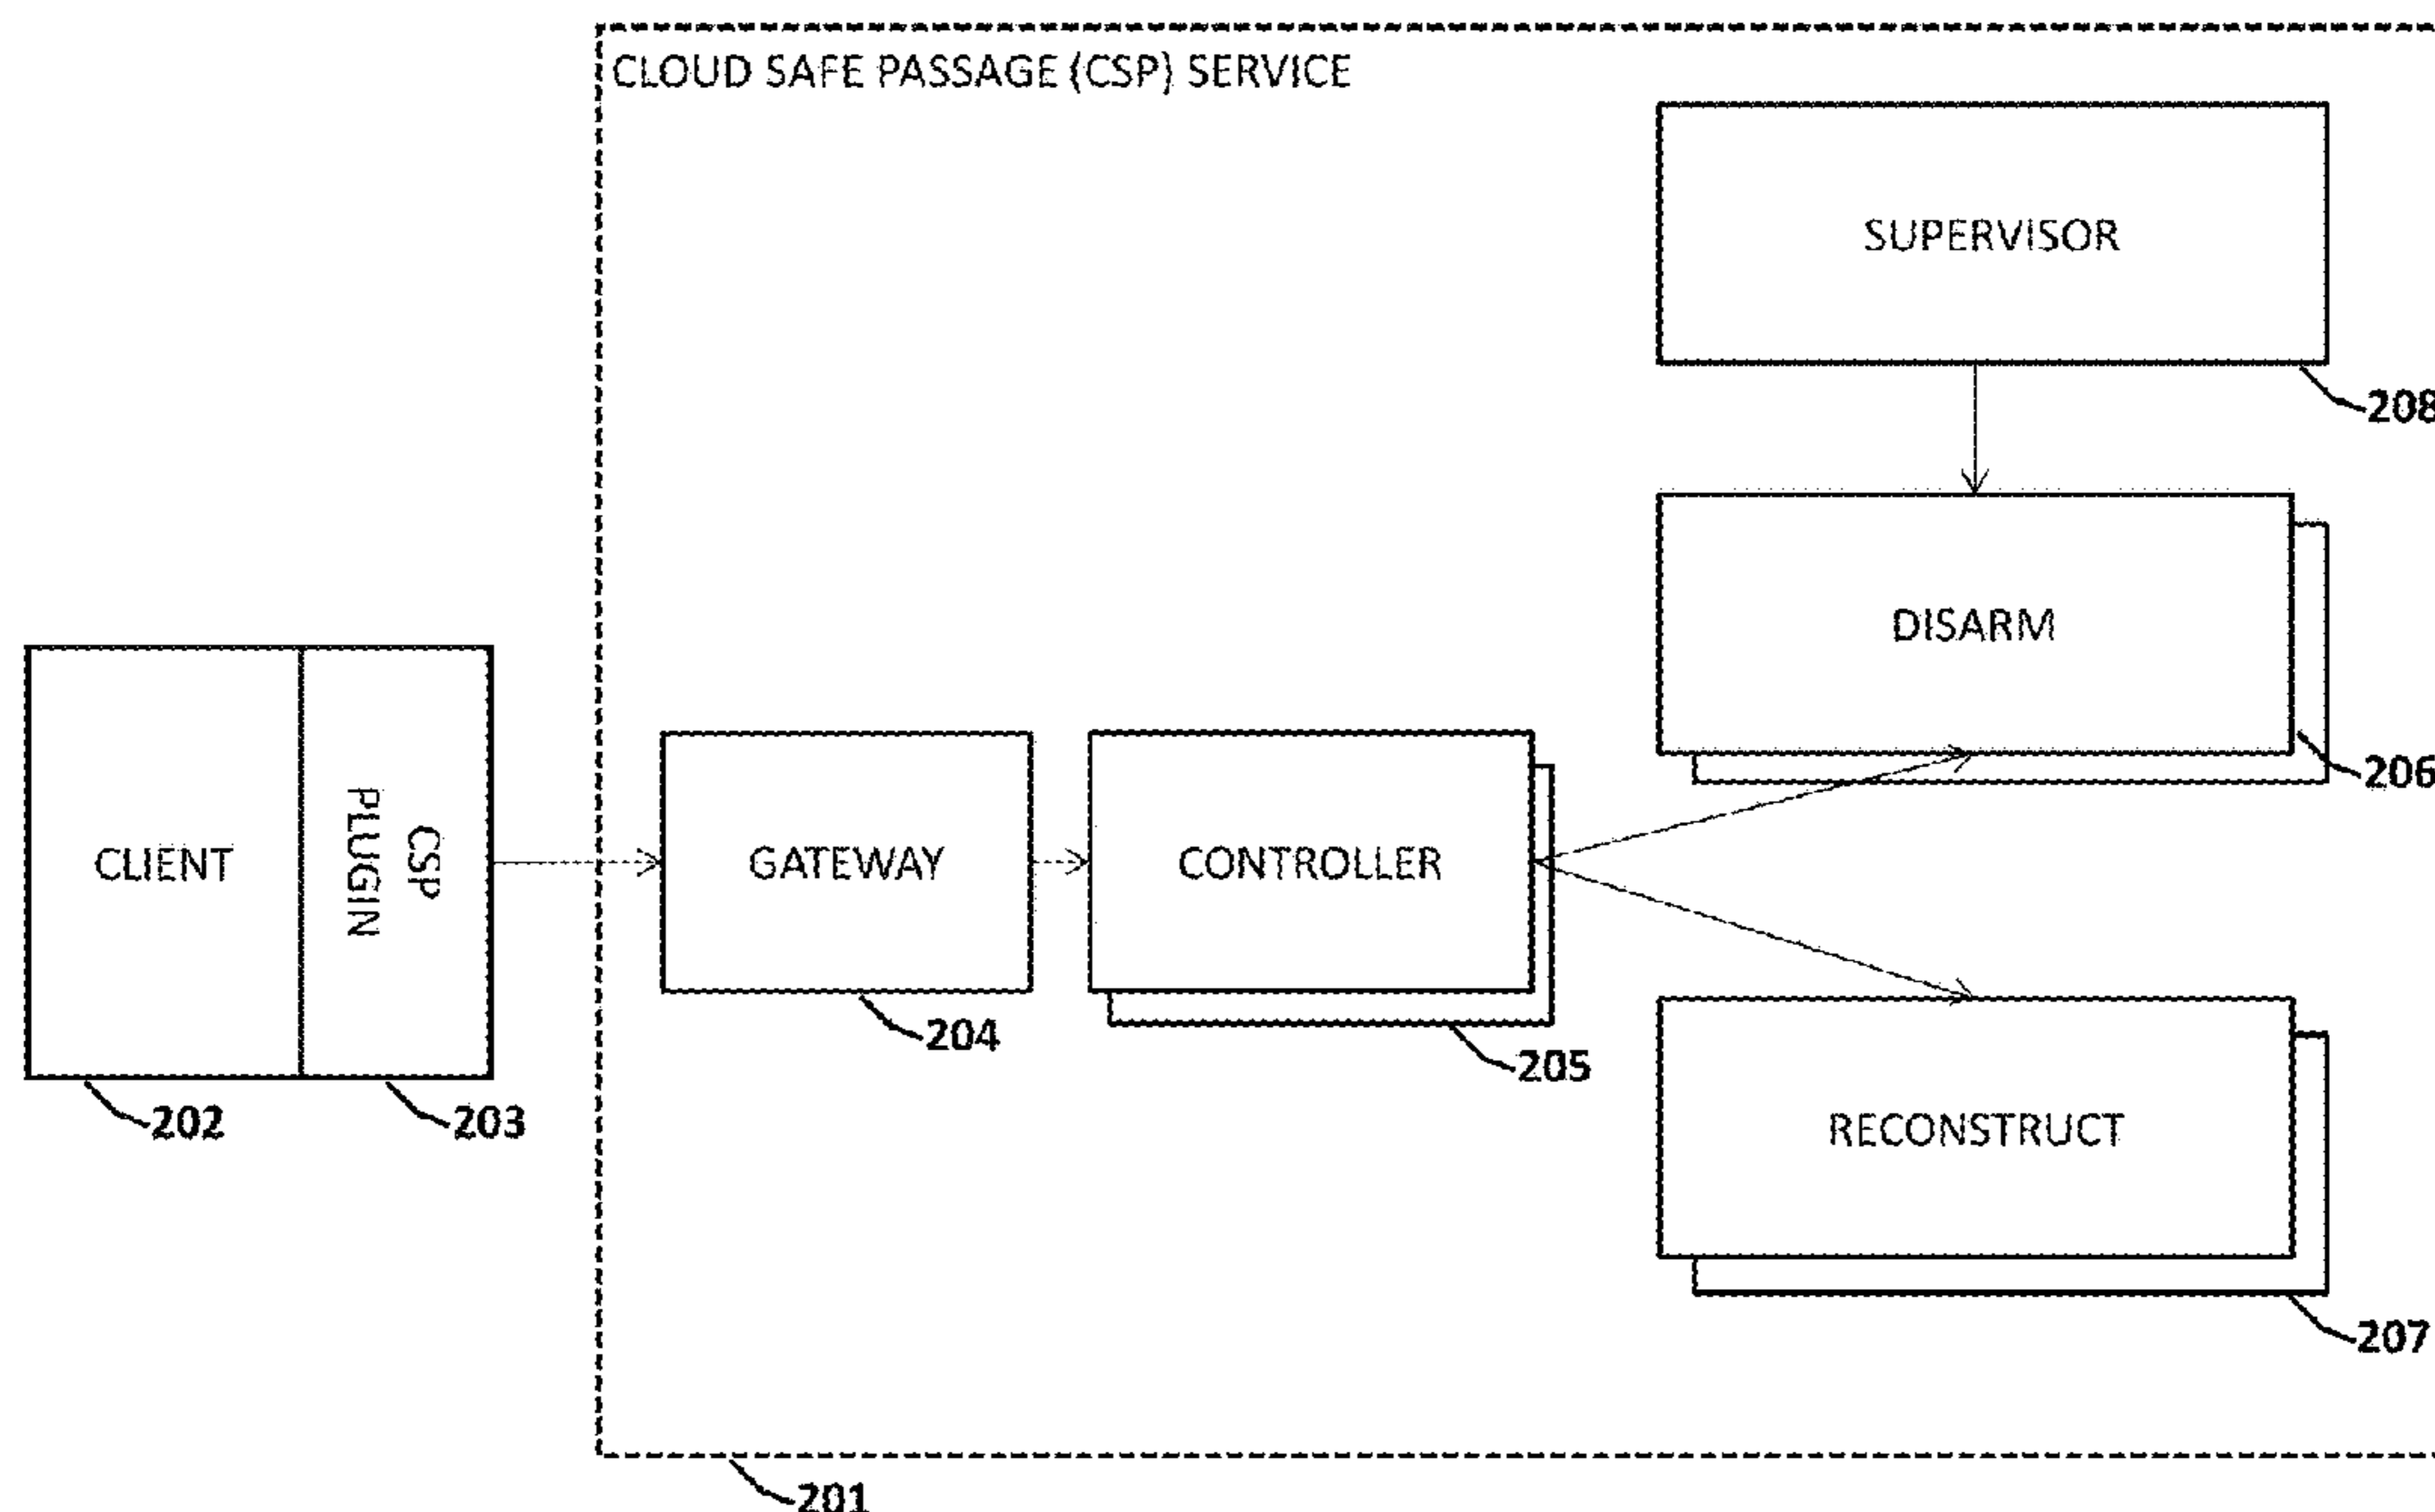 CLOUD SAFE PASSAGE (CSP) SERVICE
SUPERVISOR
208
DISARM
206
CLIENT
CSP
PLUGIN
GATEWAY
CONTROLLER
204
205
202
203
RECONSTRUCT
207
201